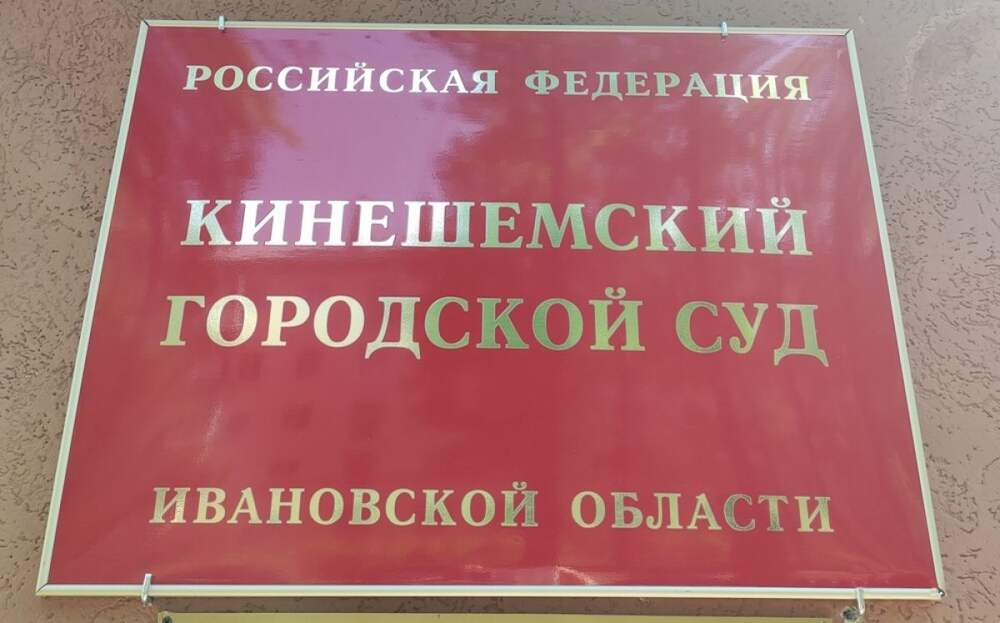 РОССИЙСКАЯ ФЕДЕРАЦИЯ
КИНЕШЕМСКИЙ
ГОРОДСКОЙ СУД
ИВАНОВСКОЙ ОБЛАСТИ